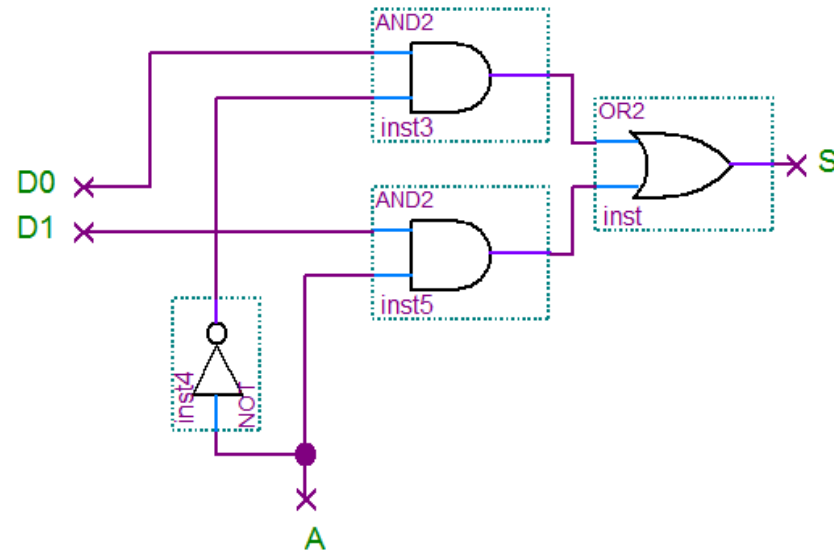 AND2
inst3
OR2
D0
S
D1
AND2
inst
inst5
inst4
NOT
A